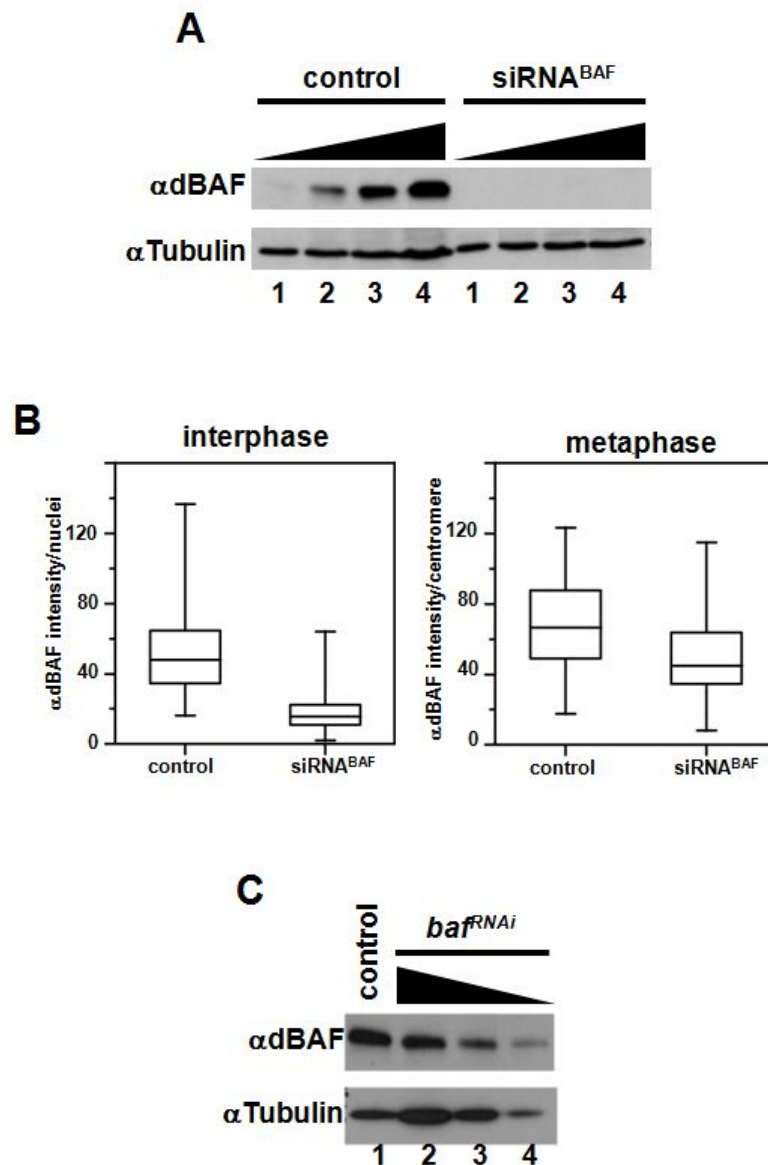 A
control siRNA^BAF
αdBAF
αTubulin
1 2 3 4 1 2 3 4
B
interphase
metaphase
αdBAF intensity/nuclei
120
80
40
0
control siRNA^BAF
αdBAF intensity/centromere
120
80
40
0
control siRNA^BAF
C
control
baf^RNAi
αdBAF
αTubulin
1 2 3 4